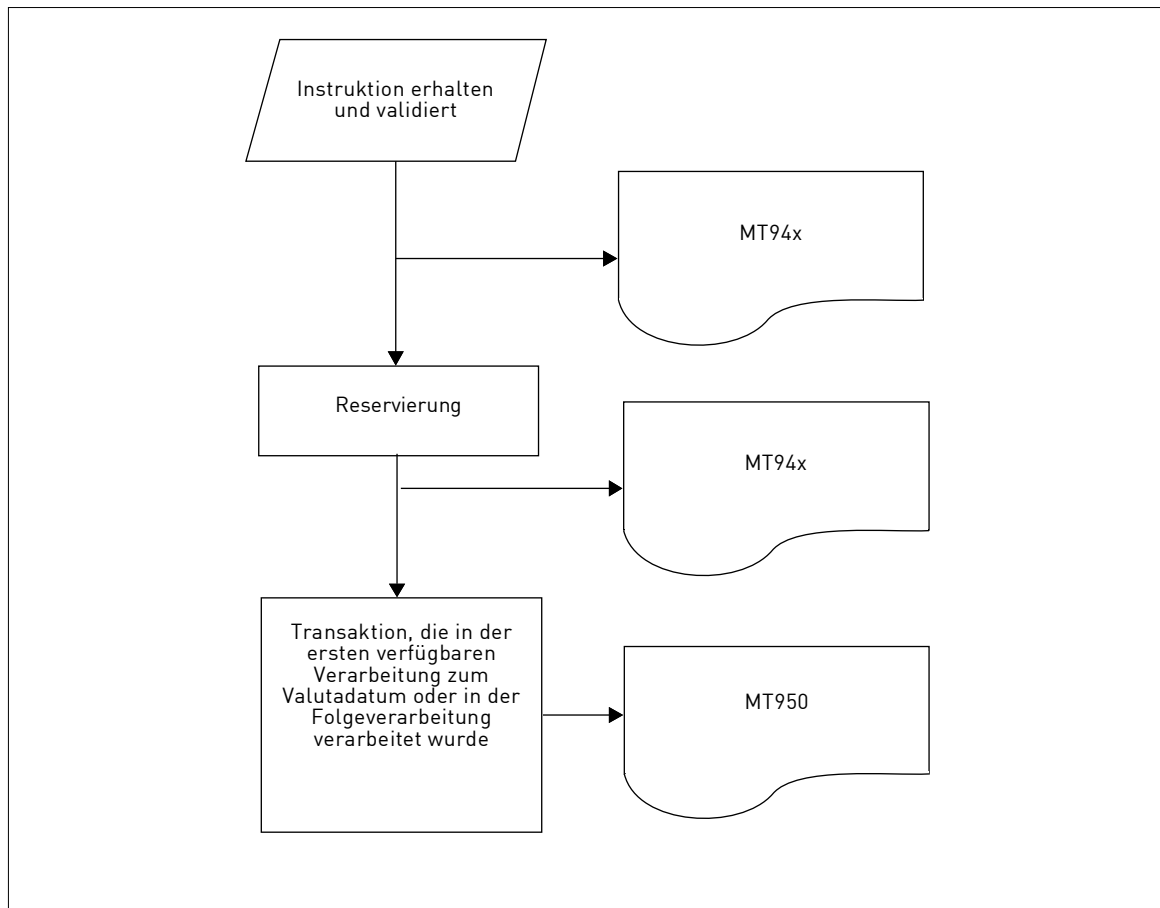 Instruktion erhalten
und validiert
MT94x
Reservierung
MT94x
Transaktion, die in der
ersten verfügbaren
Verarbeitung zum
Valutadatum oder in der
Folgeverarbeitung
verarbeitet wurde
MT950